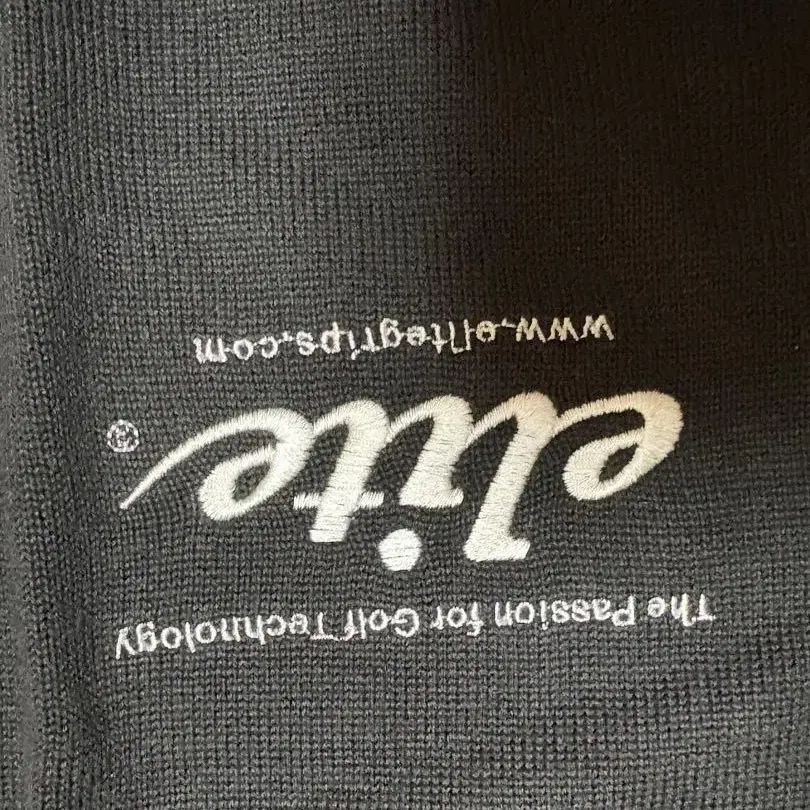 The Passion for Golf Technology
elite®
www.elitegrips.com